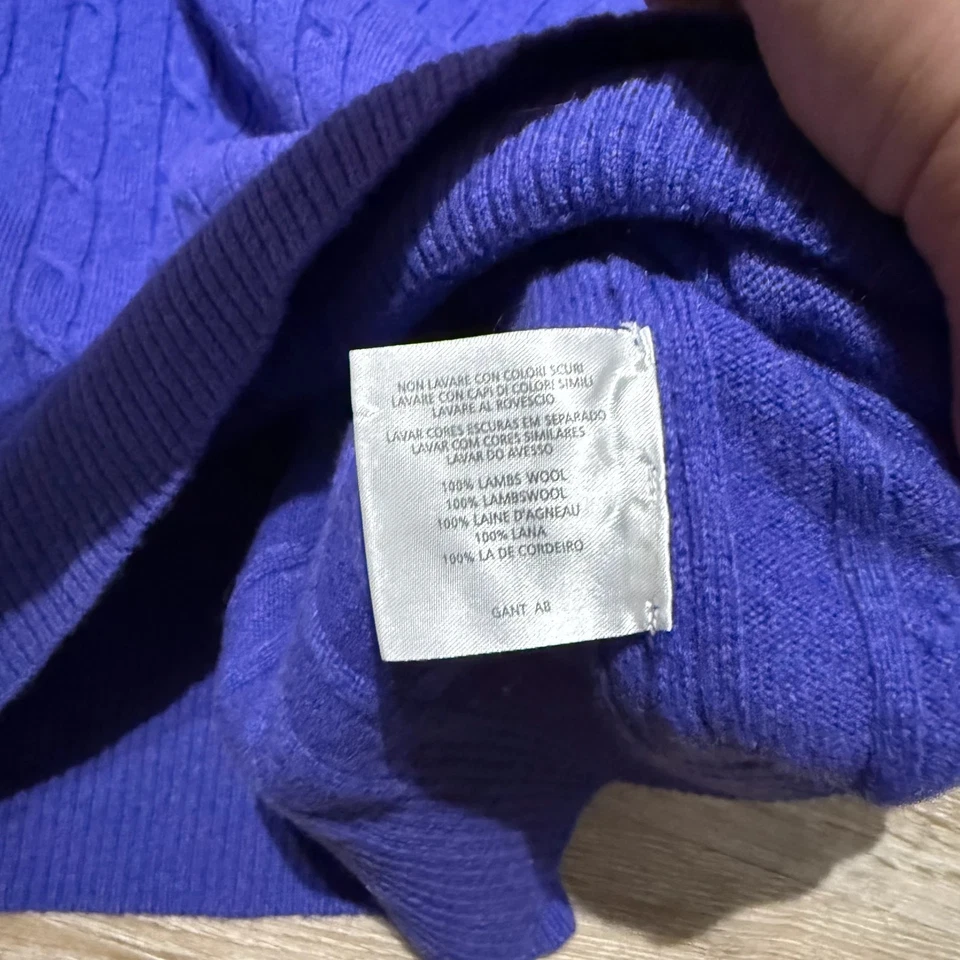 NON LAVARE CON COLORI SCURI
LAVARE CON CAPI DI COLORI SIMILI
LAVARE AL ROVESCIO
LAVAR CORES ESCURAS EM SEPARADO
LAVAR COM CORES SIMILARES
LAVAR DO AVESSO
100% LAMBS WOOL
100% LAMBSWOOL
100% LAINE D'AGNEAU
100% LANA
100% LA DE CORDEIRO
GANT AB